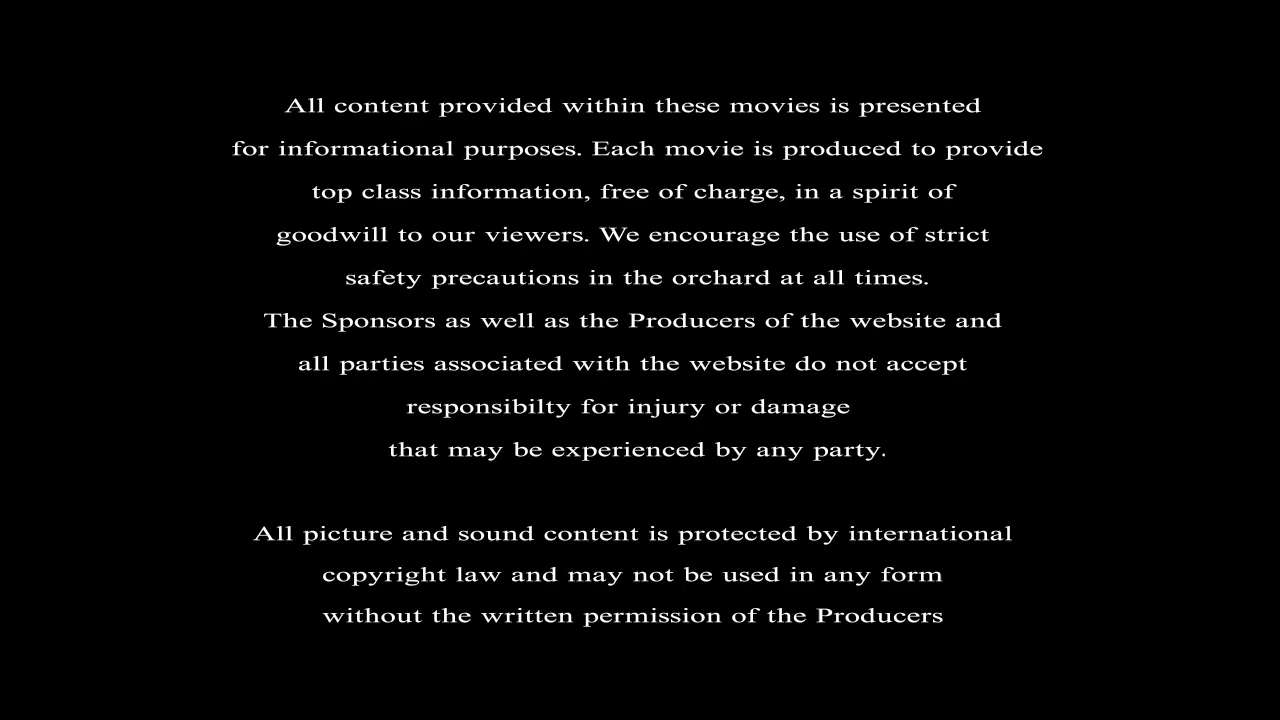 All content provided within these movies is presented
for informational purposes. Each movie is produced to provide
top class information, free of charge, in a spirit of
goodwill to our viewers. We encourage the use of strict
safety precautions in the orchard at all times.
The Sponsors as well as the Producers of the website and
all parties associated with the website do not accept
responsibilty for injury or damage
that may be experienced by any party.
All picture and sound content is protected by international
copyright law and may not be used in any form
without the written permission of the Producers